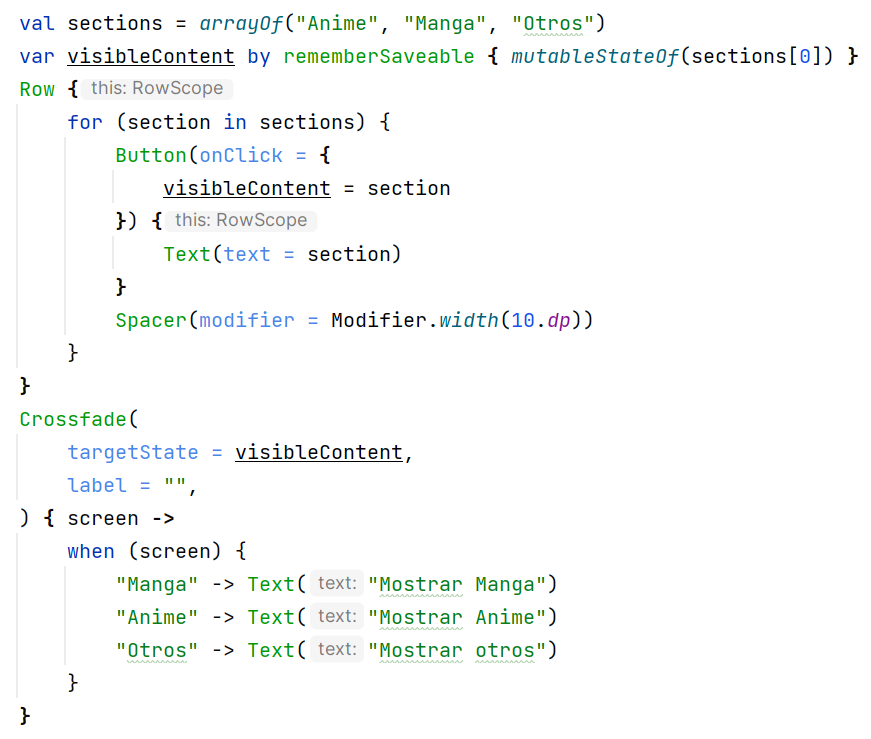 val sections = arrayOf("Anime", "Manga", "Otros")
var visibleContent by rememberSaveable { mutableStateOf(sections[0]) }
Row { this: RowScope
    for (section in sections) {
        Button(onClick = {
            visibleContent = section
        }) { this: RowScope
            Text(text = section)
        }
        Spacer(modifier = Modifier.width(10.dp))
    }
}
Crossfade(
    targetState = visibleContent,
    label = "",
) { screen ->
    when (screen) {
        "Manga" -> Text( text: "Mostrar Manga")
        "Anime" -> Text( text: "Mostrar Anime")
        "Otros" -> Text( text: "Mostrar otros")
    }
}